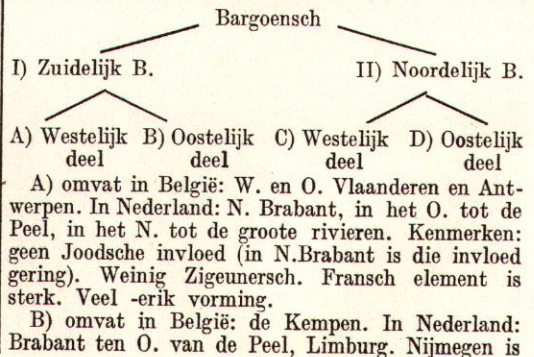 Bargoensch
I) Zuidelijk B. II) Noordelijk B.
A) Westelijk deel B) Oostelijk deel C) Westelijk deel D) Oostelijk deel
A) omvat in België: W. en O. Vlaanderen en Ant-
werpen. In Nederland: N. Brabant, in het O. tot de
Peel, in het N. tot de groote rivieren. Kenmerken:
geen Joodsche invloed (in N.Brabant is die invloed
gering). Weinig Zigeunersch. Fransch element is
sterk. Veel -erik vorming.
B) omvat in België: de Kempen. In Nederland:
Brabant ten O. van de Peel, Limburg. Nijmegen is